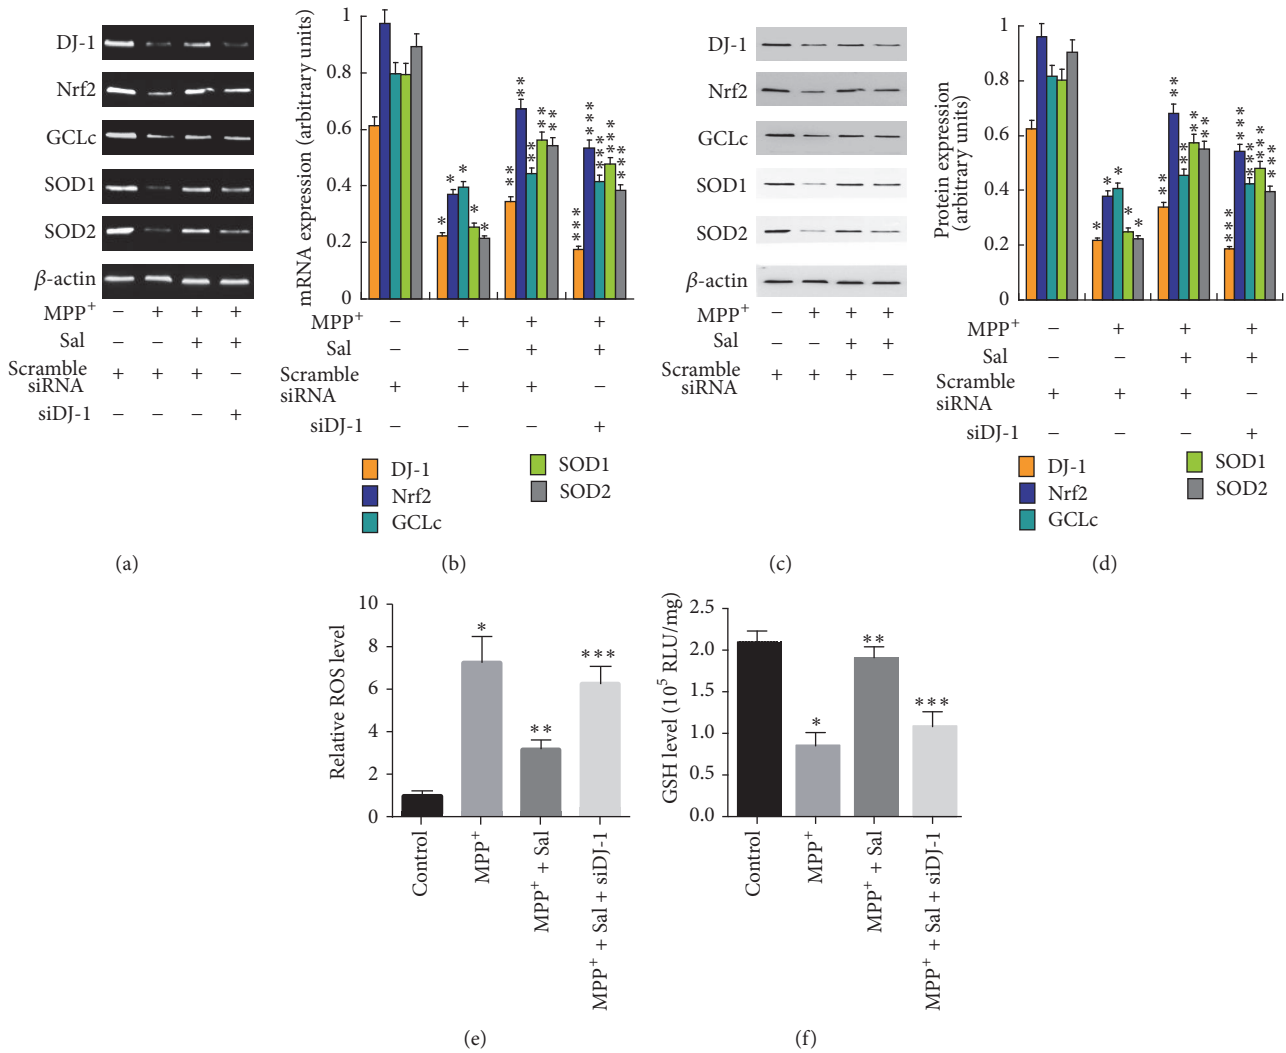 DJ-1
Nrf2
GCLc
SOD1
SOD2
β-actin
MPP+ − + + +
Sal − − + +
Scramble
siRNA + + + −
siDJ-1 − − − +
(a)
mRNA expression (arbitrary units)
1
0.8
0.6
0.4
0.2
0
* * * * *
** ** ** ** **
*** *** *** *** ***
MPP+ − + + +
Sal − − + +
Scramble
siRNA + + + −
siDJ-1 − − − +
DJ-1
Nrf2
GCLc
SOD1
SOD2
(b)
DJ-1
Nrf2
GCLc
SOD1
SOD2
β-actin
MPP+ − + + +
Sal − − + +
Scramble
siRNA + + + −
(c)
Protein expression
(arbitrary units)
1
0.8
0.6
0.4
0.2
0
* * * * *
** ** ** ** **
*** *** *** *** ***
MPP+ − + + +
Sal − − + +
Scramble
siRNA + + + −
siDJ-1 − − − +
DJ-1
Nrf2
GCLc
SOD1
SOD2
(d)
Relative ROS level
10
8
6
4
2
0
*
**
***
Control
MPP+
MPP+ + Sal
MPP+ + Sal + siDJ-1
(e)
GSH level (10^5 RLU/mg)
2.5
2.0
1.5
1.0
0.5
0.0
*
**
***
Control
MPP+
MPP+ + Sal
MPP+ + Sal + siDJ-1
(f)